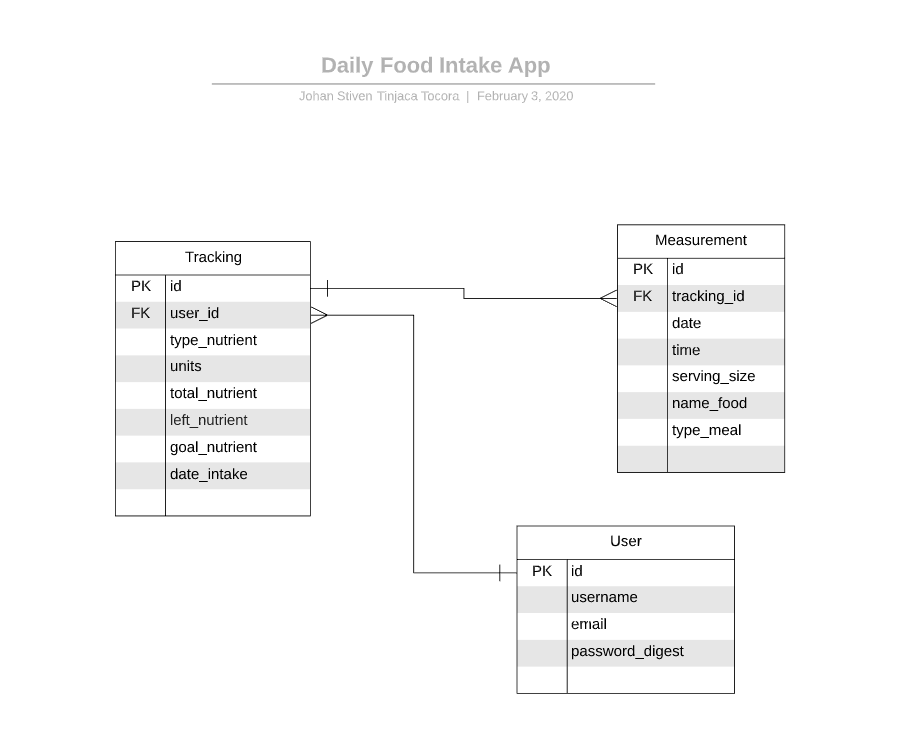 Daily Food Intake App
Johan Stiven Tinjaca Tocora | February 3, 2020
Tracking
PK id
FK user_id
type_nutrient
units
total_nutrient
left_nutrient
goal_nutrient
date_intake
Measurement
PK id
FK tracking_id
date
time
serving_size
name_food
type_meal
User
PK id
username
email
password_digest